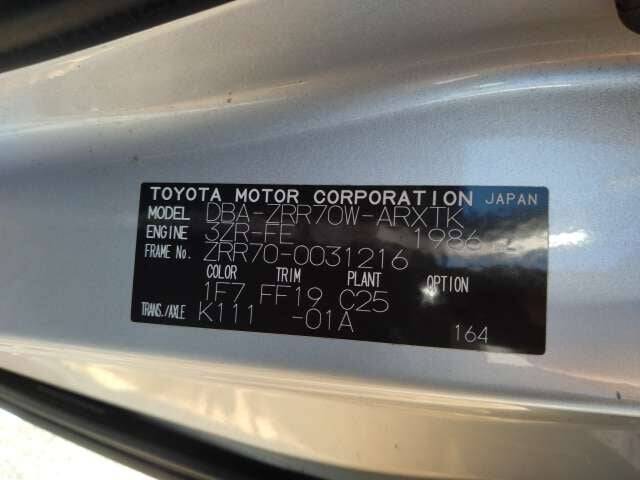 TOYOTA MOTOR CORPORATION JAPAN
MODEL DBA-ZRR70W-ARXTK
ENGINE 3ZR-FE 1986
FRAME No. ZRR70-0031216
COLOR TRIM PLANT OPTION
1F7 FF19 C25
TRANS./AXLE K111 -01A
164